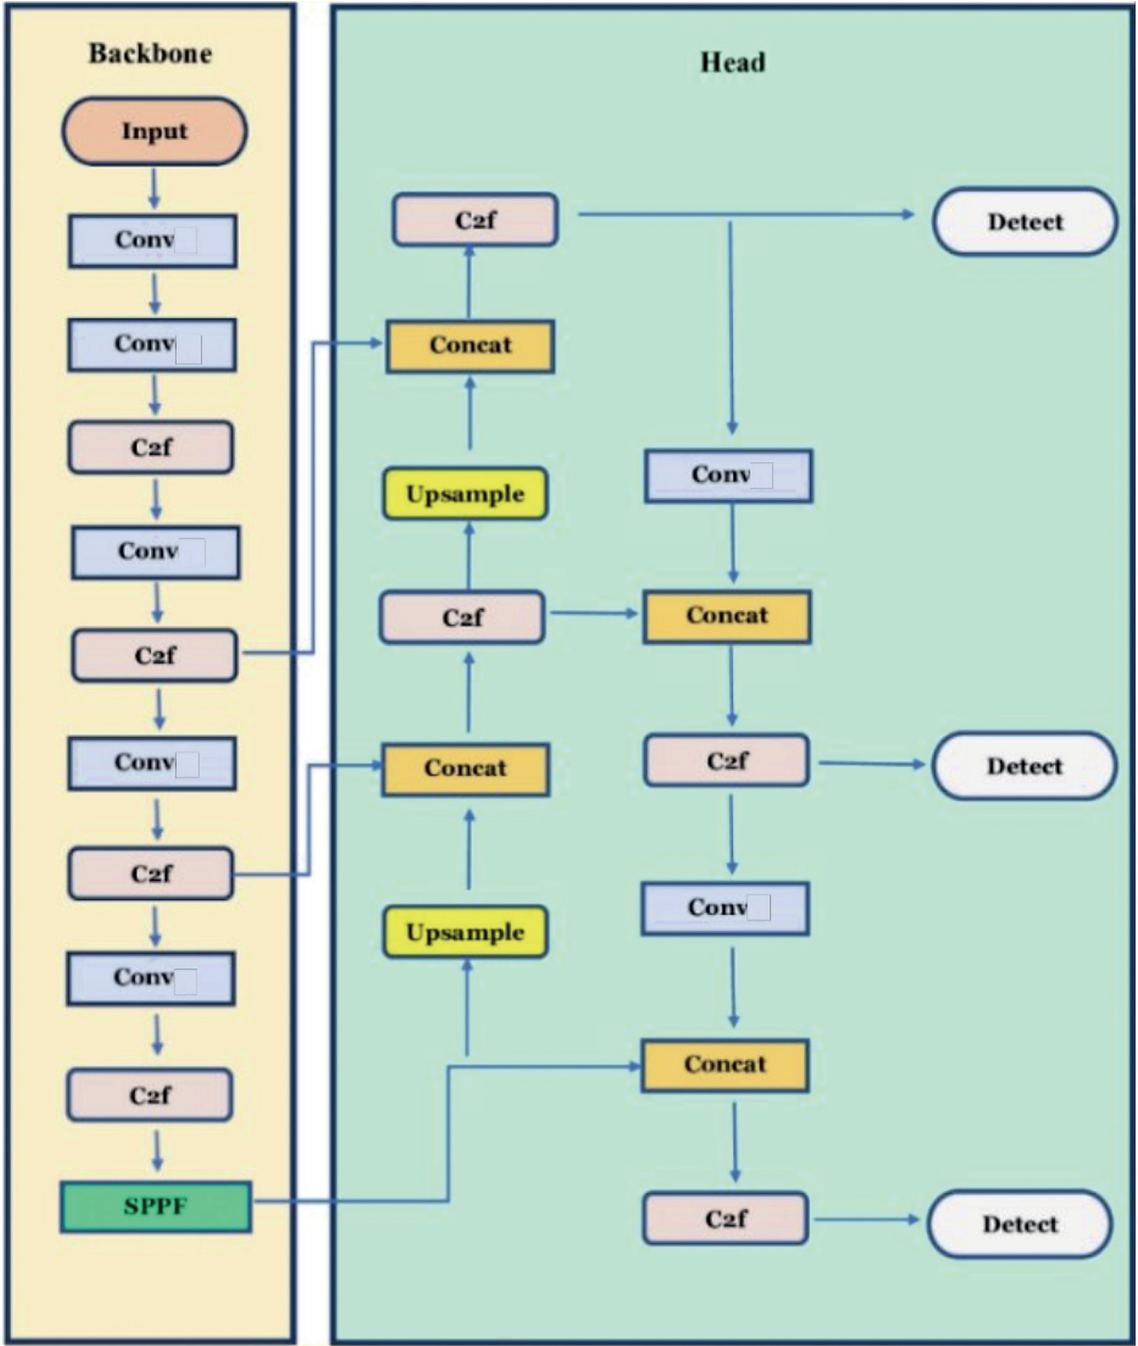 Backbone
Input
Conv
Conv
C2f
Conv
C2f
Conv
C2f
Conv
C2f
SPPF
Head
C2f
Detect
Concat
Upsample
Conv
C2f
Concat
Concat
C2f
Detect
Upsample
Conv
Concat
C2f
Detect